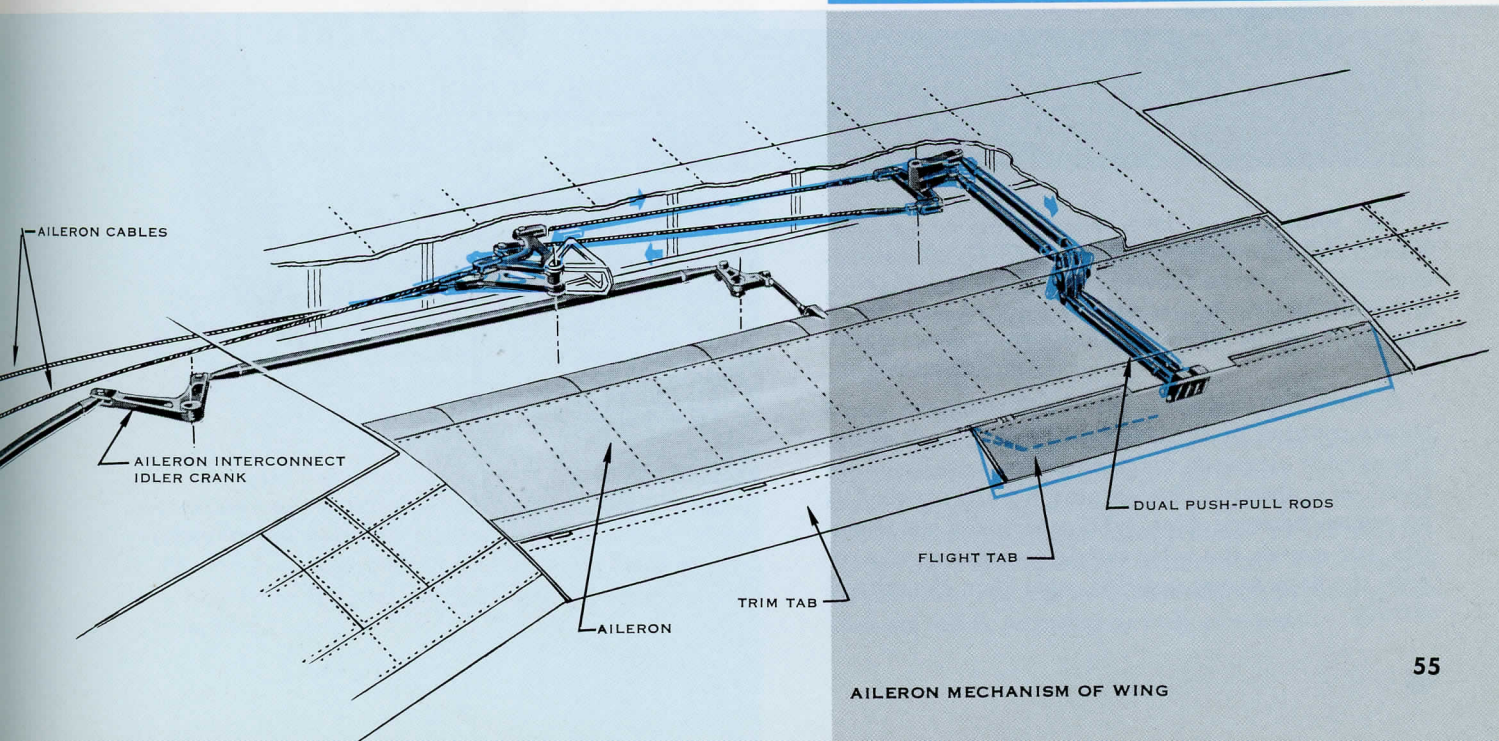 AILERON CABLES
AILERON INTERCONNECT
IDLER CRANK
DUAL PUSH-PULL RODS
FLIGHT TAB
TRIM TAB
AILERON
AILERON MECHANISM OF WING
55